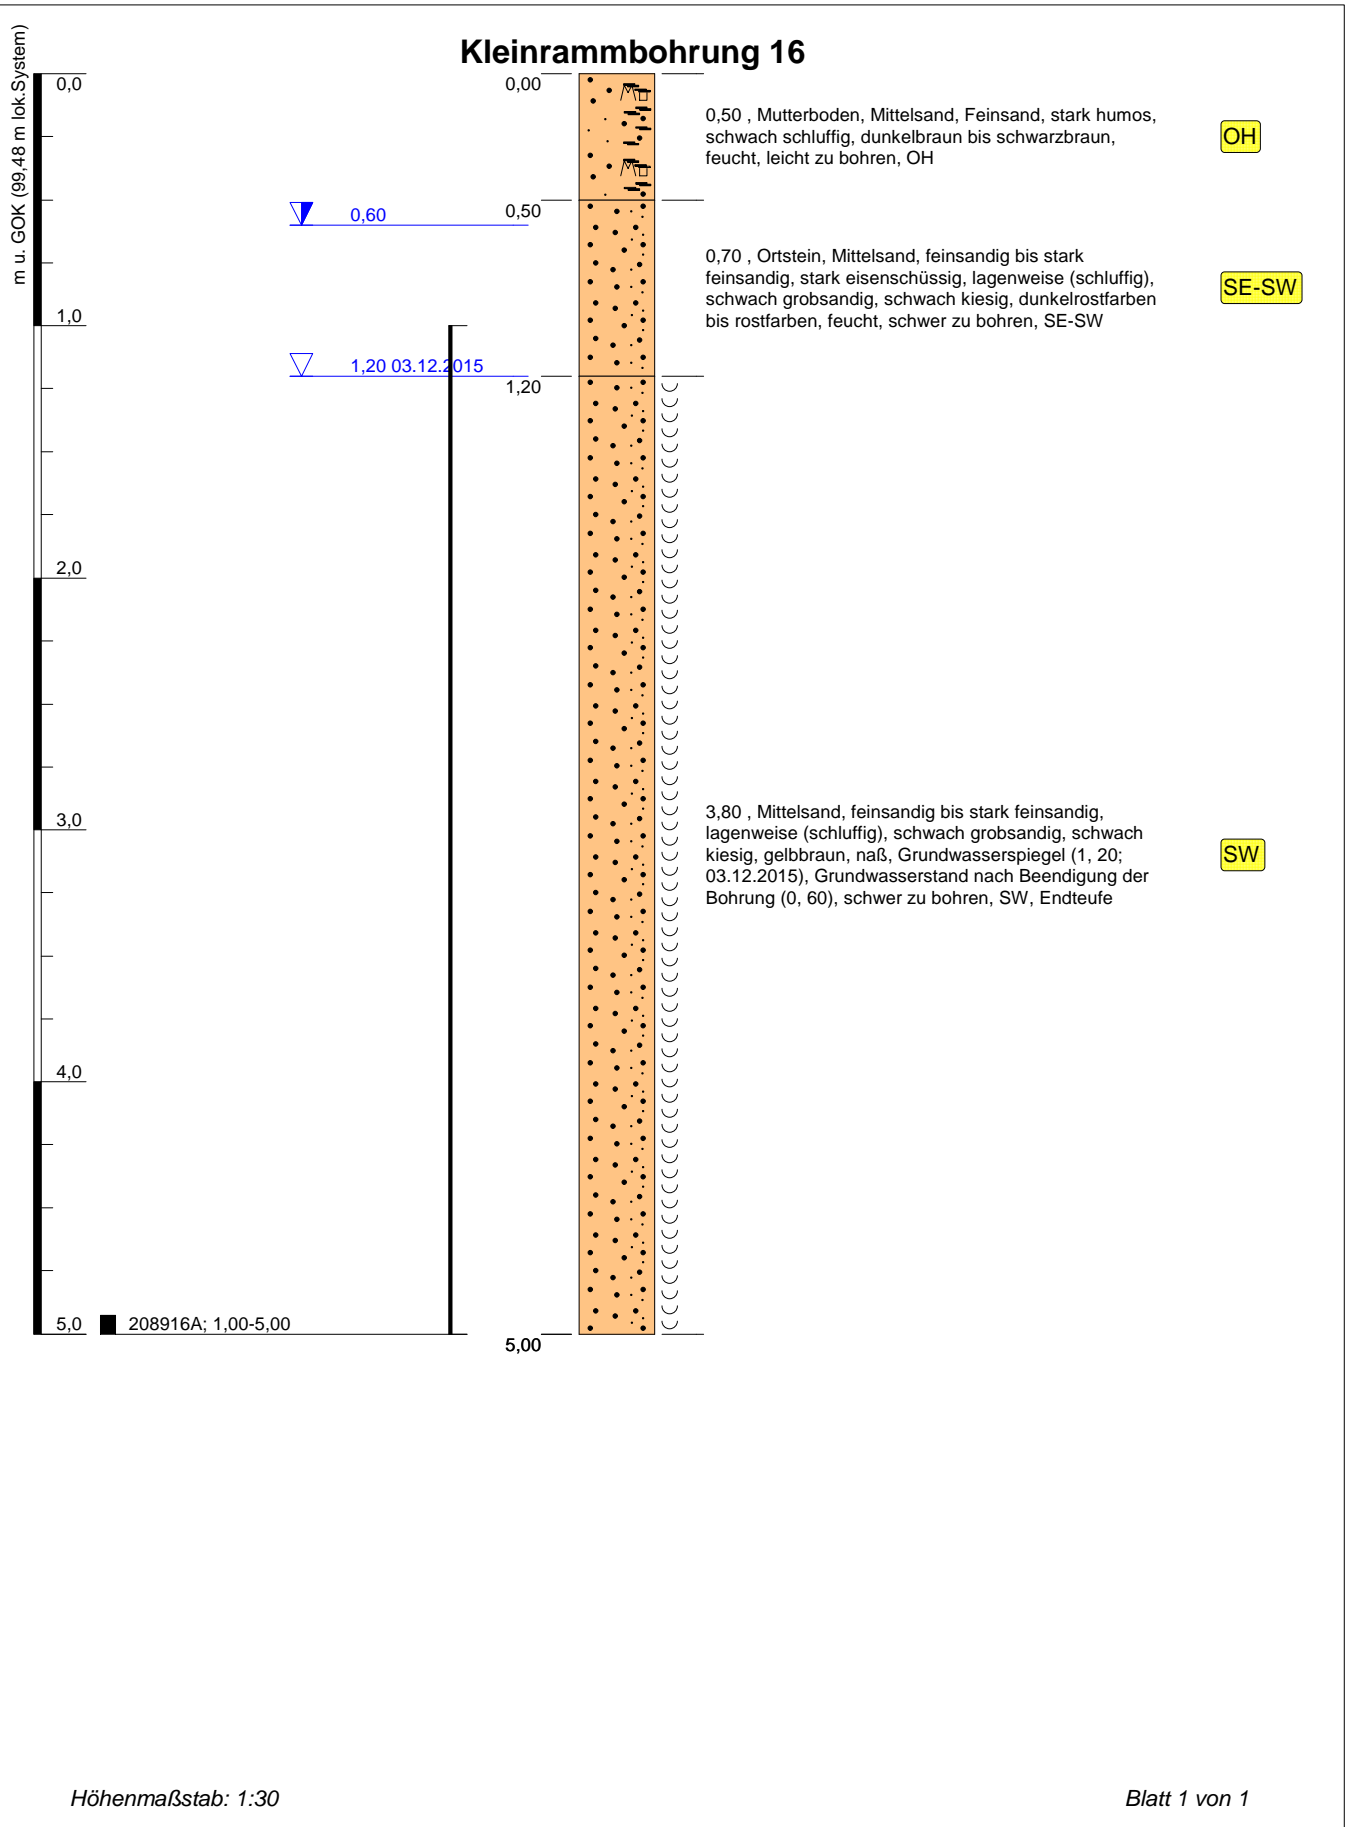 Kleinrammbohrung 16
m u. GOK (99,48 m lok.System)
0,0
0,00
0,50 , Mutterboden, Mittelsand, Feinsand, stark humos,
schwach schluffig, dunkelbraun bis schwarzbraun,
feucht, leicht zu bohren, OH
OH
0,60
0,50
0,70 , Ortstein, Mittelsand, feinsandig bis stark
feinsandig, stark eisenschüssig, lagenweise (schluffig),
schwach grobsandig, schwach kiesig, dunkelrostfarben
bis rostfarben, feucht, schwer zu bohren, SE-SW
SE-SW
1,0
1,20 03.12.2015
1,20
2,0
3,0
3,80 , Mittelsand, feinsandig bis stark feinsandig,
lagenweise (schluffig), schwach grobsandig, schwach
kiesig, gelbbraun, naß, Grundwasserspiegel (1, 20;
03.12.2015), Grundwasserstand nach Beendigung der
Bohrung (0, 60), schwer zu bohren, SW, Endteufe
SW
4,0
5,0
208916A; 1,00-5,00
5,00
Höhenmaßstab: 1:30
Blatt 1 von 1